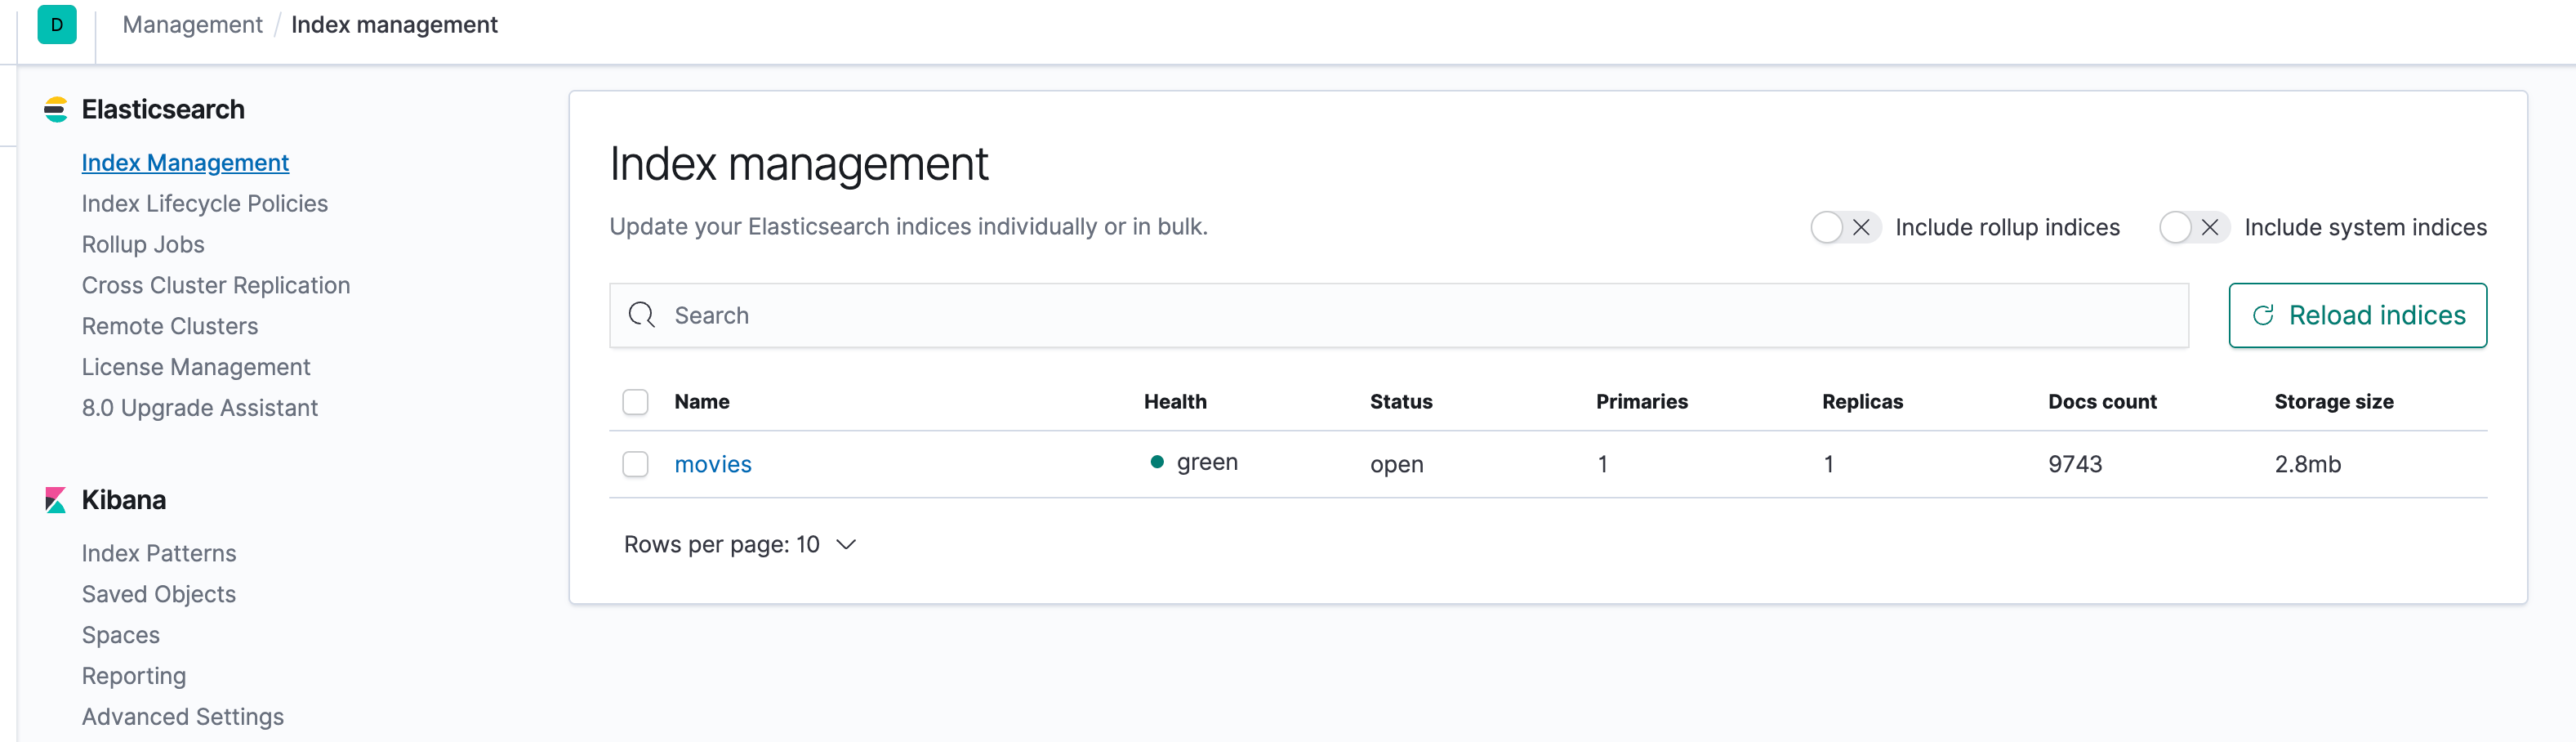 D
Management / Index management
Elasticsearch
Index Management
Index Lifecycle Policies
Rollup Jobs
Cross Cluster Replication
Remote Clusters
License Management
8.0 Upgrade Assistant
Kibana
Index Patterns
Saved Objects
Spaces
Reporting
Advanced Settings
Index management
Update your Elasticsearch indices individually or in bulk.
Include rollup indices
Include system indices
Search
Reload indices
Name Health Status Primaries Replicas Docs count Storage size
movies green open 1 1 9743 2.8mb
Rows per page: 10